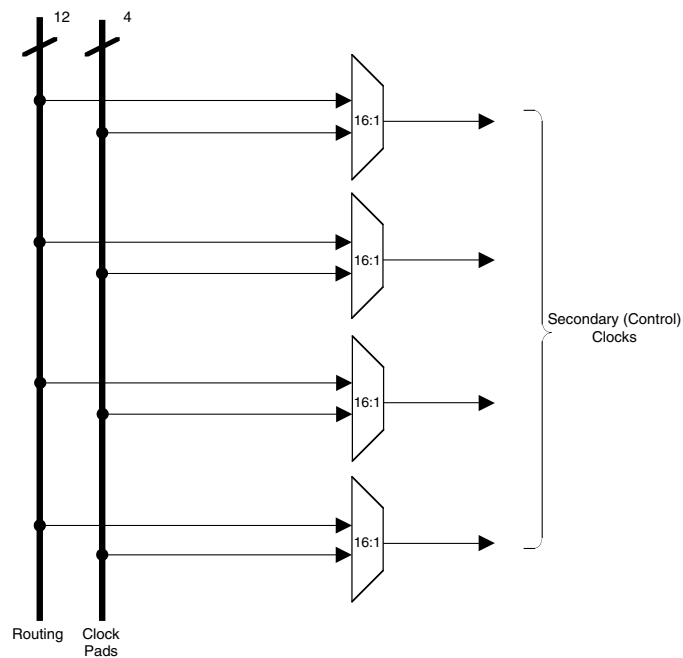 12
4
16:1
16:1
Secondary (Control)
Clocks
16:1
16:1
Routing
Clock
Pads